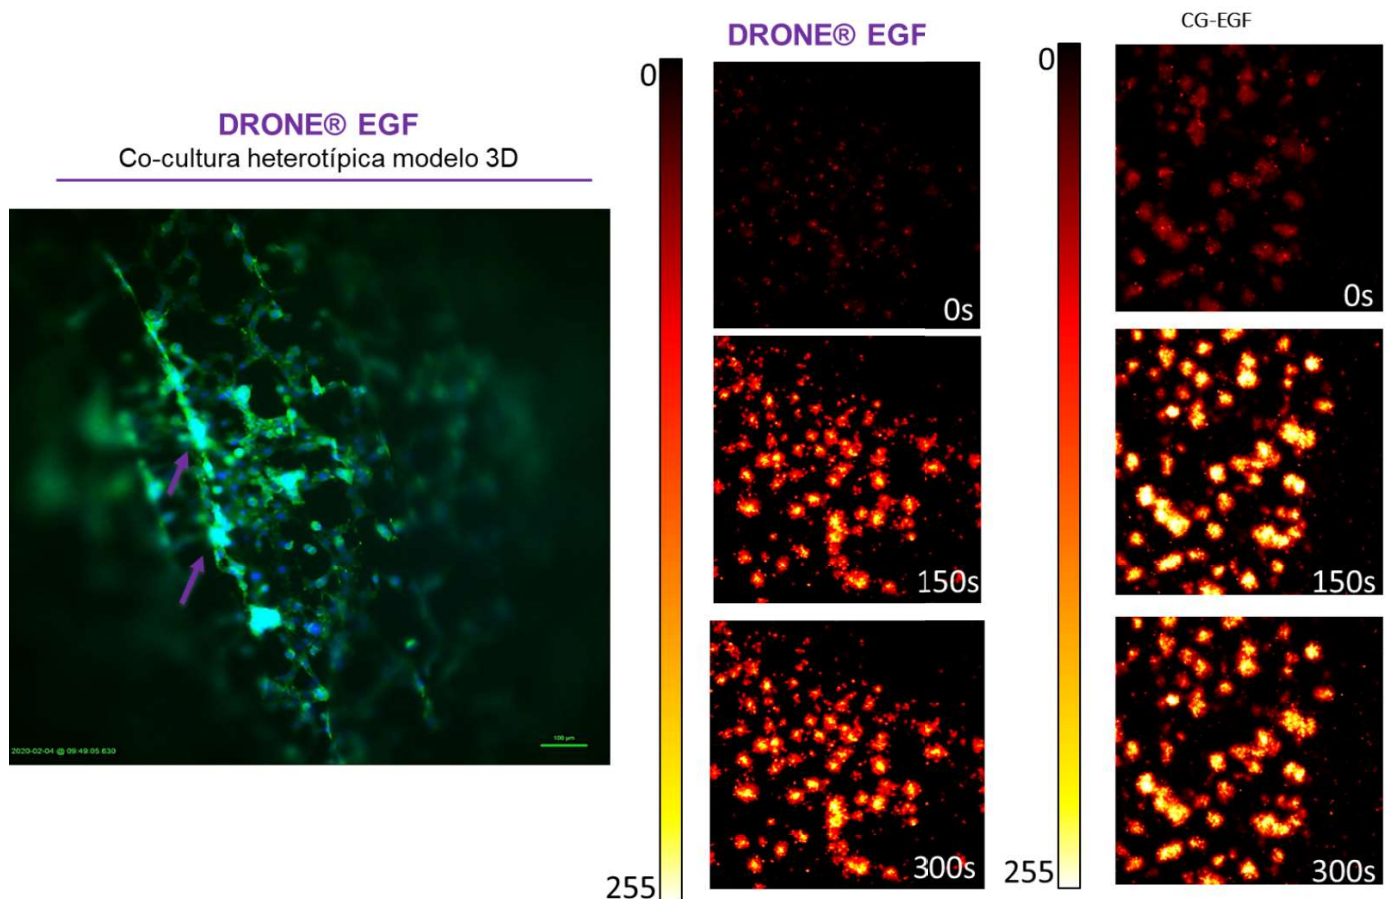 DRONE® EGF
Co-cultura heterotípica modelo 3D
2020-02-04 @ 09:49:05 630
100 µm
DRONE® EGF
0
255
0s
150s
300s
CG-EGF
0
255
0s
150s
300s